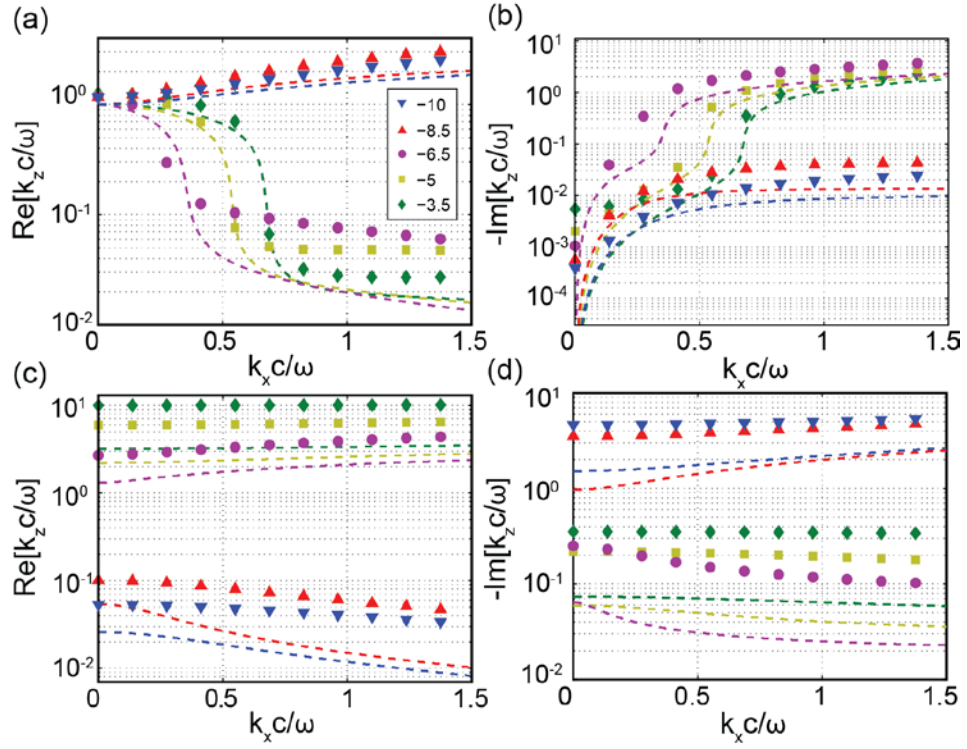 (a)
Re[k_z c/ω]
10^0
10^-1
10^-2
0 0.5 1 1.5
k_x c/ω
-10
-8.5
-6.5
-5
-3.5
(b)
-Im[k_z c/ω]
10^1
10^0
10^-1
10^-2
10^-3
10^-4
0 0.5 1 1.5
k_x c/ω
(c)
Re[k_z c/ω]
10^1
10^0
10^-1
10^-2
0 0.5 1 1.5
k_x c/ω
(d)
-Im[k_z c/ω]
10^1
10^0
10^-1
10^-2
0 0.5 1 1.5
k_x c/ω